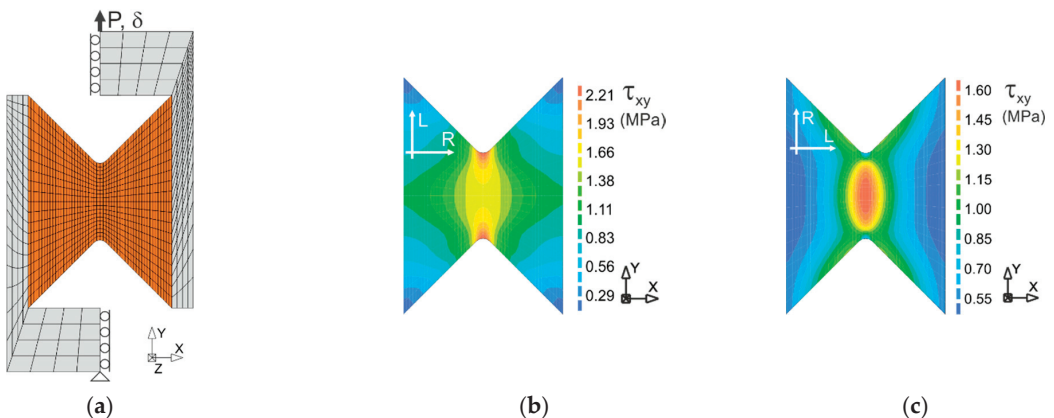 P, δ
Y
X
Z
(a)
L
R
2.21
1.93
1.66
1.38
1.11
0.83
0.56
0.29
τxy
(MPa)
Y
X
(b)
R
L
1.60
1.45
1.30
1.15
1.00
0.85
0.70
0.55
τxy
(MPa)
Y
X
(c)